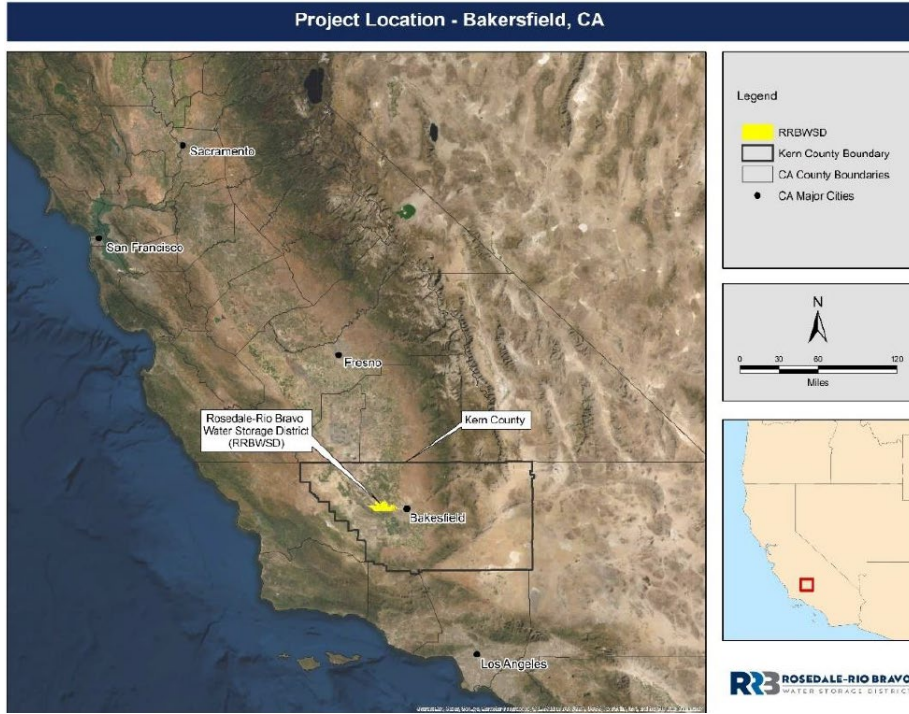 Project Location - Bakersfield, CA
Sacramento
San Francisco
Fresno
Rosedale-Rio Bravo
Water Storage District
(RRBWSD)
Kern County
Bakesfield
Los Angeles
Legend
RRBWSD
Kern County Boundary
CA County Boundaries
CA Major Cities
N
0 30 60 120
Miles
RRB ROSEDALE-RIO BRAVO
WATER STORAGE DISTRICT